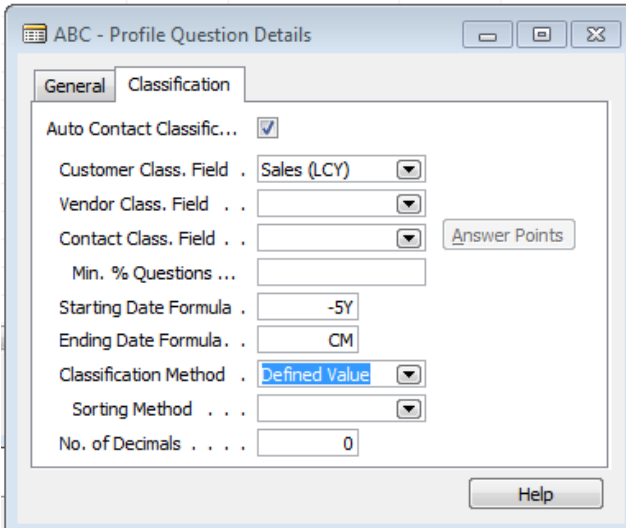 ABC - Profile Question Details
General Classification
Auto Contact Classific...
Customer Class. Field . Sales (LCY)
Vendor Class. Field . .
Contact Class. Field . . Answer Points
Min. % Questions ...
Starting Date Formula . -5Y
Ending Date Formula. . CM
Classification Method . Defined Value
Sorting Method . . .
No. of Decimals . . . . 0
Help